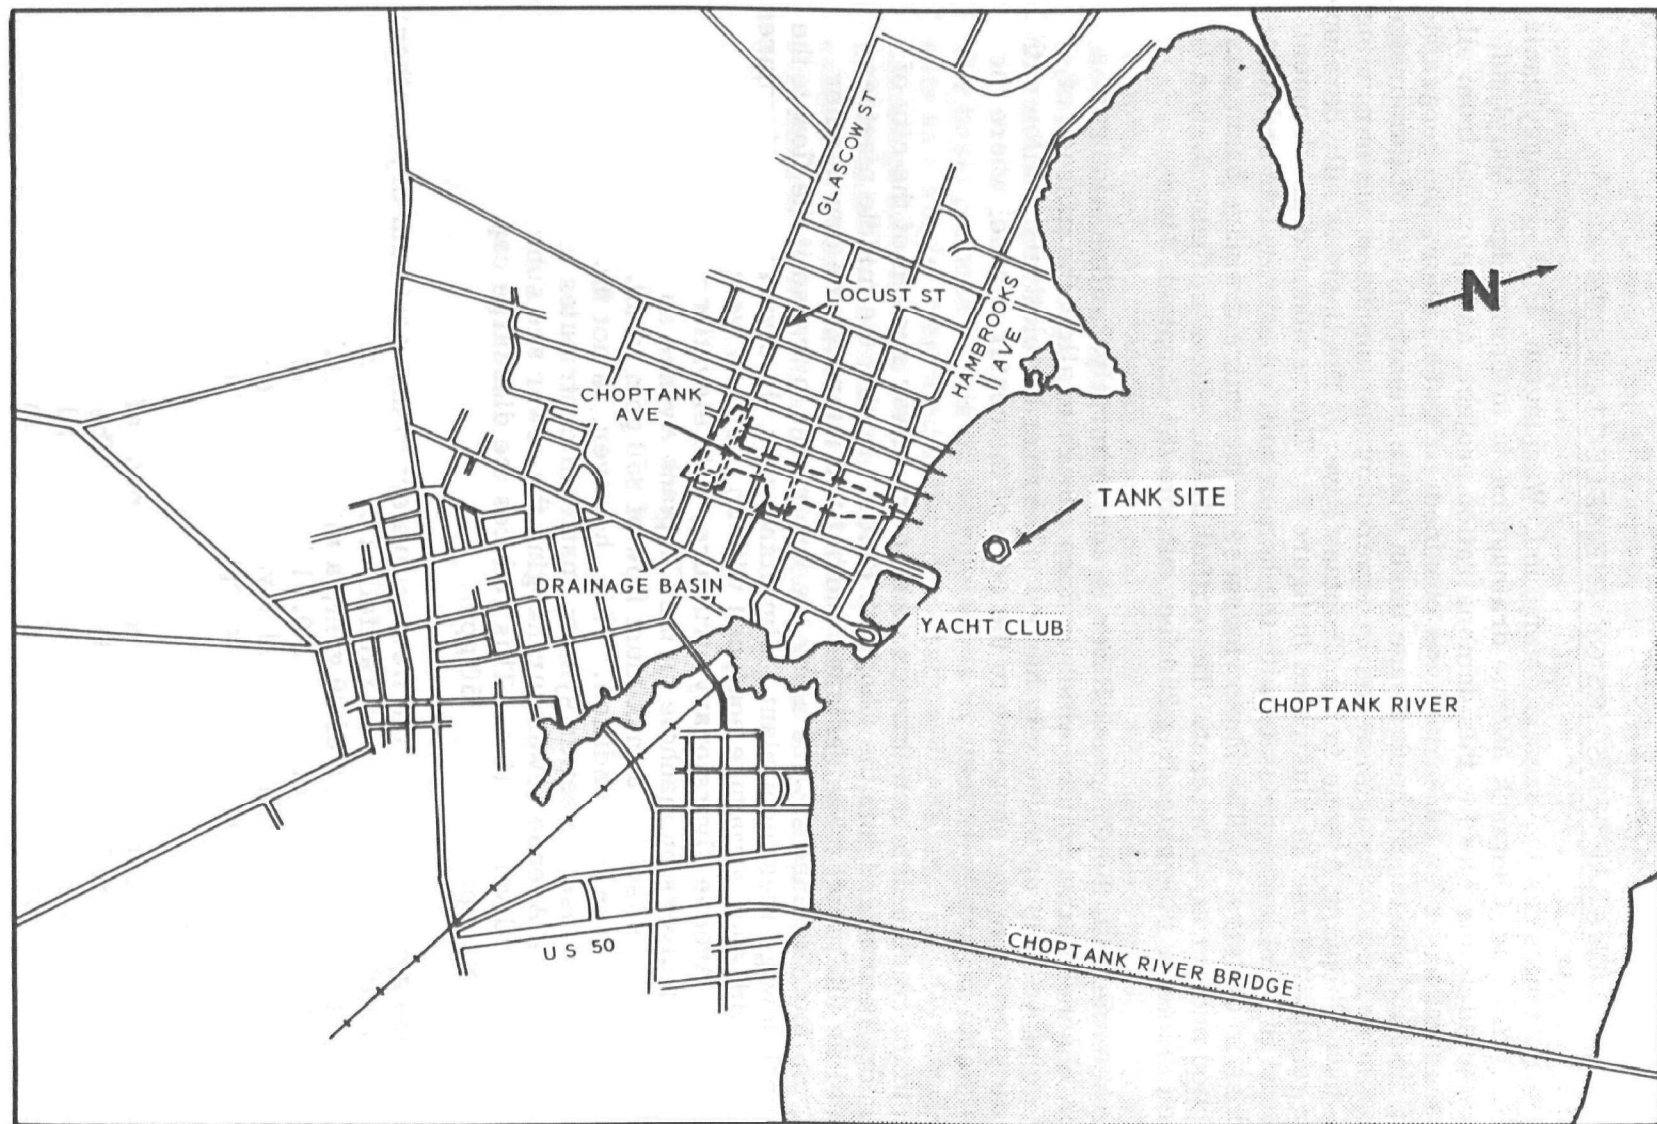 GLASCOW ST
LOCUST ST
HAMBROOKS
AVE
N
CHOPTANK
AVE
TANK SITE
DRAINAGE BASIN
YACHT CLUB
CHOPTANK RIVER
US 50
CHOPTANK RIVER BRIDGE